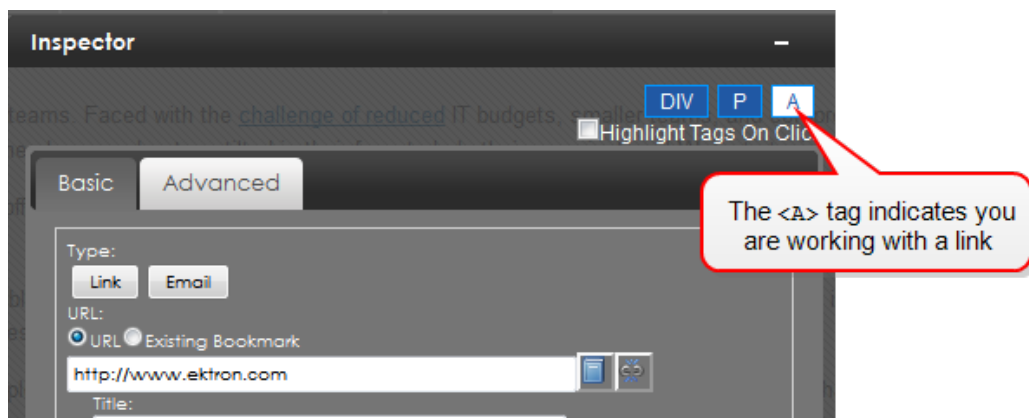 Inspector
DIV P A
teams. Faced with the challenge of reduced IT budgets,
Highlight Tags On Clic
Basic Advanced
The <A> tag indicates you
are working with a link
Type:
Link Email
URL:
URL Existing Bookmark
http://www.ektron.com
Title: